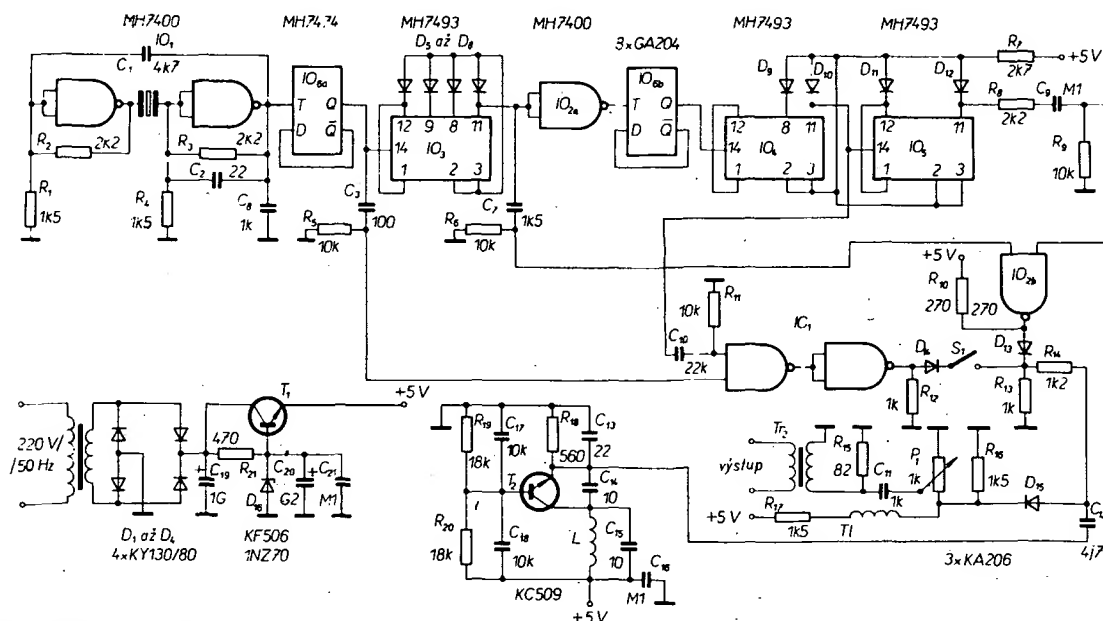 MH7400
MH7474
MH7493
MH7400
MH7493
MH7493
IO1
C1
4k7
D5 až D8
3×GA204
R7
+5 V
2k7
IO6a
T
Q
D
Q̅
12
9
8
11
14
IO3
1
2
3
IO2a
IO6b
T
Q
D
Q̅
D9
D10
D11
D12
12
8
11
14
IO4
1
2
3
12
11
14
IO5
1
2
3
R8
2k2
C9
M1
R9
10k
R2
2k2
R3
2k2
C2
22
R1
1k5
R4
1k5
C8
1k
C3
100
R5
10k
R6
10k
C7
1k5
+5 V
R10
270
270
IO2b
D13
R14
1k2
R13
1k
R11
10k
C10
22k
IC1
D14
S1
R12
1k
220 V/
/50 Hz
T1
+5 V
470
R21
C19
1G
C20
G2
C21
M1
D16
D1 až D4
4×KY130/80
KF506
1NZ70
R19
18k
C17
10k
R18
560
C13
22
T2
C14
10
R20
18k
C18
10k
L
C15
10
C16
M1
KC509
+5 V
Tr2
výstup
R15
82
C11
1k
P1
1k
R16
1k5
D15
+5 V
R17
1k5
Tl
4j7
3×KA206